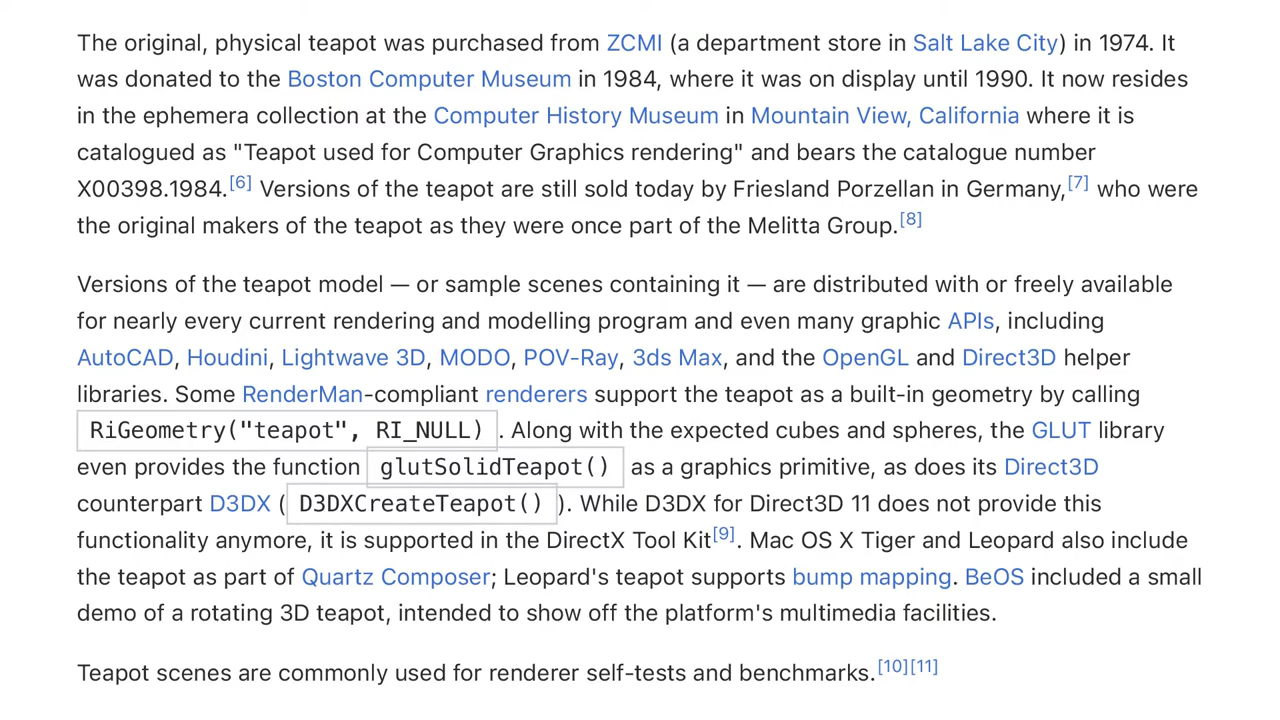 The original, physical teapot was purchased from ZCMI (a department store in Salt Lake City) in 1974. It
was donated to the Boston Computer Museum in 1984, where it was on display until 1990. It now resides
in the ephemera collection at the Computer History Museum in Mountain View, California where it is
catalogued as "Teapot used for Computer Graphics rendering" and bears the catalogue number
X00398.1984.[6] Versions of the teapot are still sold today by Friesland Porzellan in Germany,[7] who were
the original makers of the teapot as they were once part of the Melitta Group.[8]
Versions of the teapot model — or sample scenes containing it — are distributed with or freely available
for nearly every current rendering and modelling program and even many graphic APIs, including
AutoCAD, Houdini, Lightwave 3D, MODO, POV-Ray, 3ds Max, and the OpenGL and Direct3D helper
libraries. Some RenderMan-compliant renderers support the teapot as a built-in geometry by calling
RiGeometry("teapot", RI_NULL) . Along with the expected cubes and spheres, the GLUT library
even provides the function glutSolidTeapot() as a graphics primitive, as does its Direct3D
counterpart D3DX ( D3DXCreateTeapot() ). While D3DX for Direct3D 11 does not provide this
functionality anymore, it is supported in the DirectX Tool Kit[9]. Mac OS X Tiger and Leopard also include
the teapot as part of Quartz Composer; Leopard's teapot supports bump mapping. BeOS included a small
demo of a rotating 3D teapot, intended to show off the platform's multimedia facilities.
Teapot scenes are commonly used for renderer self-tests and benchmarks.[10][11]